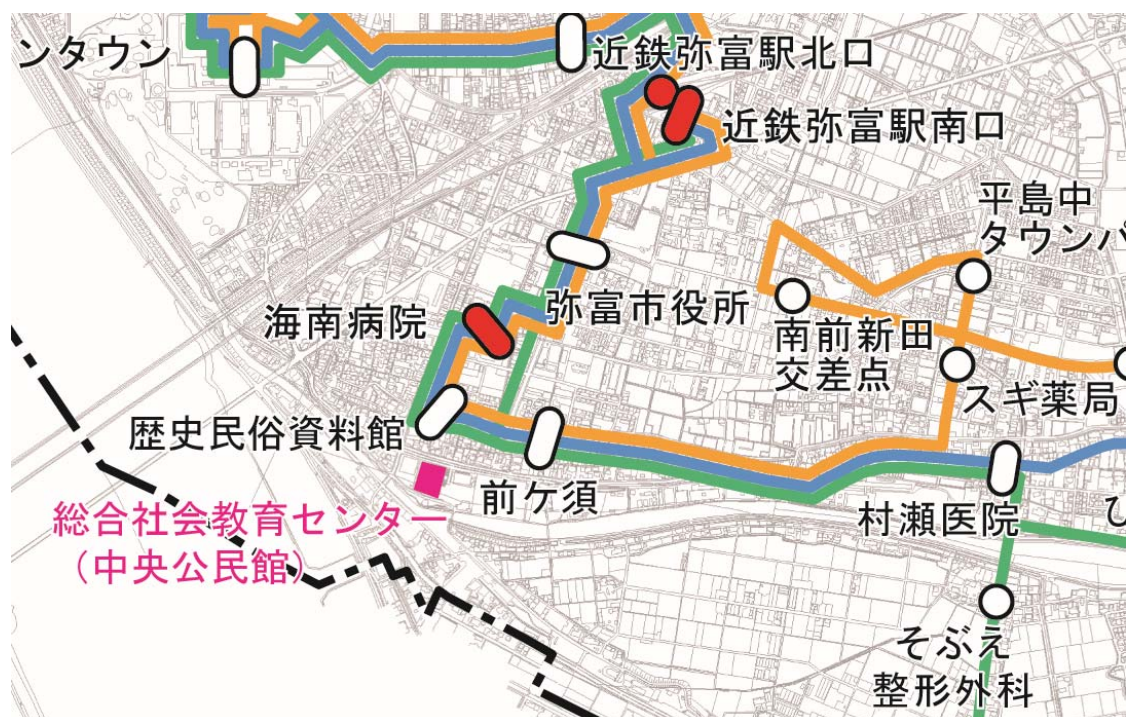 ンタウン
近鉄弥富駅北口
近鉄弥富駅南口
平島中
タウンバ
海南病院
弥富市役所
南前新田
交差点
スギ薬局
歴史民俗資料館
前ケ須
総合社会教育センター
（中央公民館）
村瀬医院
ひ
そぶえ
整形外科